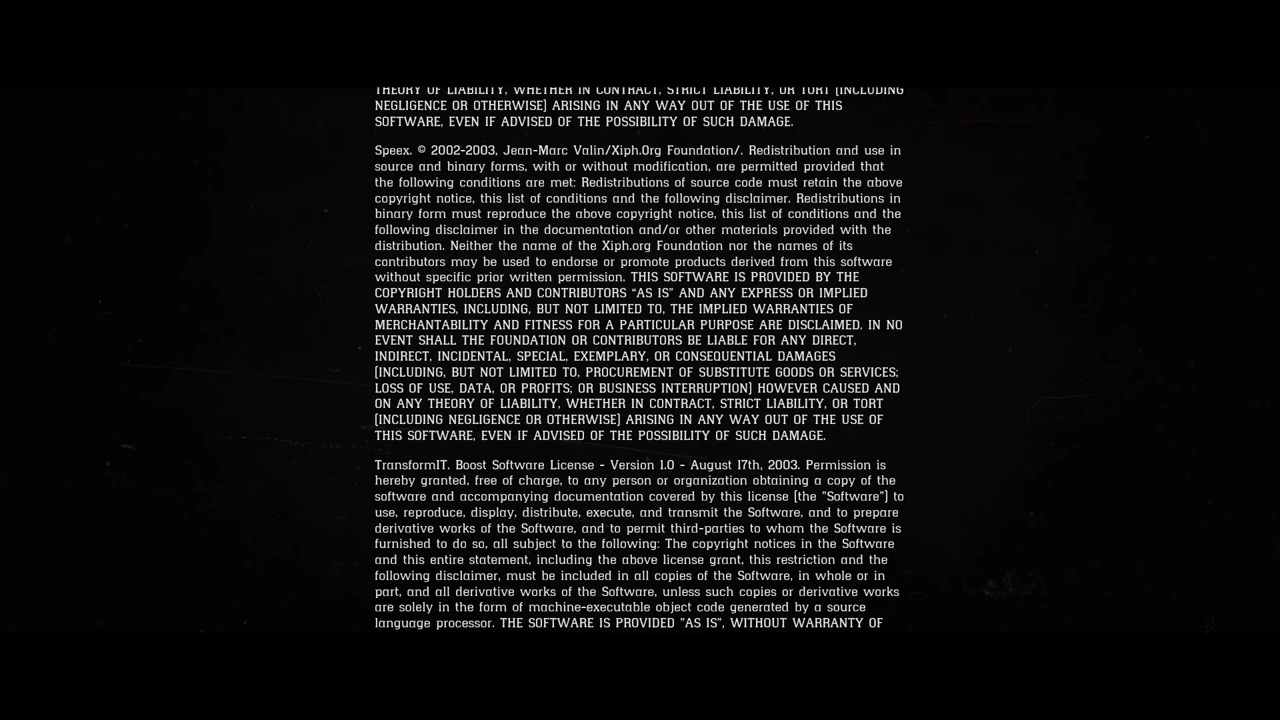 THEORY OF LIABILITY, WHETHER IN CONTRACT, STRICT LIABILITY, OR TORT [INCLUDING
NEGLIGENCE OR OTHERWISE] ARISING IN ANY WAY OUT OF THE USE OF THIS
SOFTWARE, EVEN IF ADVISED OF THE POSSIBILITY OF SUCH DAMAGE.
Speex. © 2002-2003, Jean-Marc Valin/Xiph.Org Foundation/. Redistribution and use in
source and binary forms, with or without modification, are permitted provided that
the following conditions are met: Redistributions of source code must retain the above
copyright notice, this list of conditions and the following disclaimer. Redistributions in
binary form must reproduce the above copyright notice, this list of conditions and the
following disclaimer in the documentation and/or other materials provided with the
distribution. Neither the name of the Xiph.org Foundation nor the names of its
contributors may be used to endorse or promote products derived from this software
without specific prior written permission. THIS SOFTWARE IS PROVIDED BY THE
COPYRIGHT HOLDERS AND CONTRIBUTORS “AS IS” AND ANY EXPRESS OR IMPLIED
WARRANTIES, INCLUDING, BUT NOT LIMITED TO, THE IMPLIED WARRANTIES OF
MERCHANTABILITY AND FITNESS FOR A PARTICULAR PURPOSE ARE DISCLAIMED. IN NO
EVENT SHALL THE FOUNDATION OR CONTRIBUTORS BE LIABLE FOR ANY DIRECT,
INDIRECT, INCIDENTAL, SPECIAL, EXEMPLARY, OR CONSEQUENTIAL DAMAGES
[INCLUDING, BUT NOT LIMITED TO, PROCUREMENT OF SUBSTITUTE GOODS OR SERVICES;
LOSS OF USE, DATA, OR PROFITS; OR BUSINESS INTERRUPTION] HOWEVER CAUSED AND
ON ANY THEORY OF LIABILITY, WHETHER IN CONTRACT, STRICT LIABILITY, OR TORT
[INCLUDING NEGLIGENCE OR OTHERWISE] ARISING IN ANY WAY OUT OF THE USE OF
THIS SOFTWARE, EVEN IF ADVISED OF THE POSSIBILITY OF SUCH DAMAGE.
TransformIT. Boost Software License - Version 1.0 - August 17th, 2003. Permission is
hereby granted, free of charge, to any person or organization obtaining a copy of the
software and accompanying documentation covered by this license [the "Software"] to
use, reproduce, display, distribute, execute, and transmit the Software, and to prepare
derivative works of the Software, and to permit third-parties to whom the Software is
furnished to do so, all subject to the following: The copyright notices in the Software
and this entire statement, including the above license grant, this restriction and the
following disclaimer, must be included in all copies of the Software, in whole or in
part, and all derivative works of the Software, unless such copies or derivative works
are solely in the form of machine-executable object code generated by a source
language processor. THE SOFTWARE IS PROVIDED "AS IS", WITHOUT WARRANTY OF